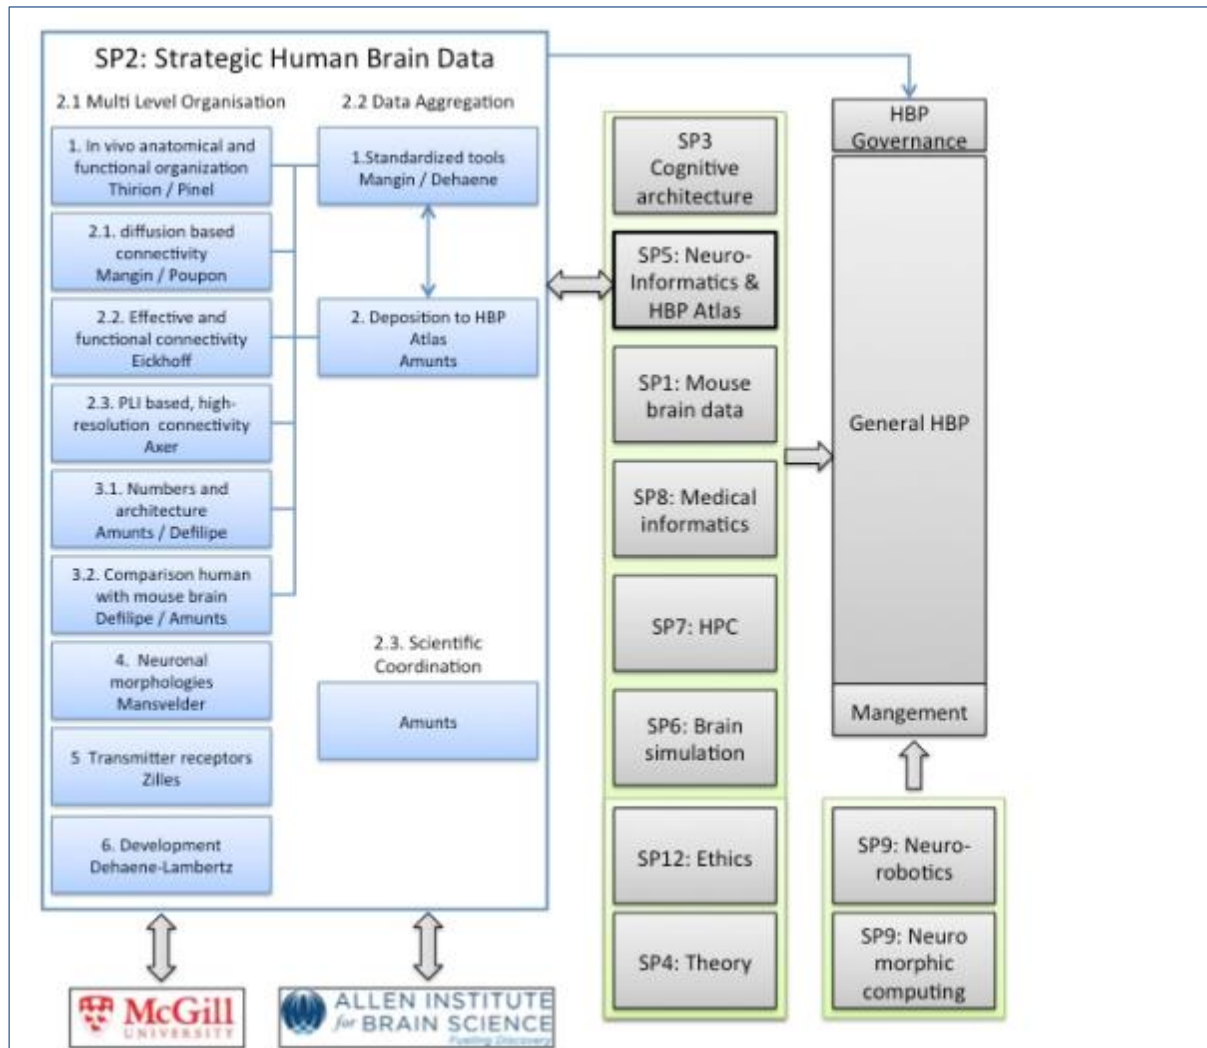 SP2: Strategic Human Brain Data
2.1 Multi Level Organisation
1. In vivo anatomical and
functional organization
Thirion / Pinel
2.1. diffusion based
connectivity
Mangin / Poupon
2.2. Effective and
functional connectivity
Eickhoff
2.3. PLI based, high-
resolution connectivity
Axer
3.1. Numbers and
architecture
Amunts / Defilipe
3.2. Comparison human
with mouse brain
Defilipe / Amunts
4. Neuronal
morphologies
Mansvelder
5 Transmitter receptors
Zilles
6. Development
Dehaene-Lambertz
2.2 Data Aggregation
1.Standardized tools
Mangin / Dehaene
2. Deposition to HBP
Atlas
Amunts
2.3. Scientific
Coordination
Amunts
McGill
UNIVERSITY
ALLEN INSTITUTE
for BRAIN SCIENCE
Fueling Discovery
SP3
Cognitive
architecture
SP5: Neuro-
Informatics &
HBP Atlas
SP1: Mouse
brain data
SP8: Medical
informatics
SP7: HPC
SP6: Brain
simulation
SP12: Ethics
SP4: Theory
HBP
Governance
General HBP
Mangement
SP9: Neuro-
robotics
SP9: Neuro
morphic
computing